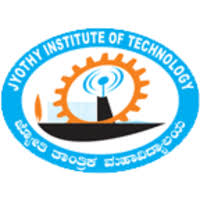 JYOTHY INSTITUTE OF TECHNOLOGY
ಜ್ಯೋತಿ ತಾಂತ್ರಿಕ ಮಹಾವಿದ್ಯಾಲಯ